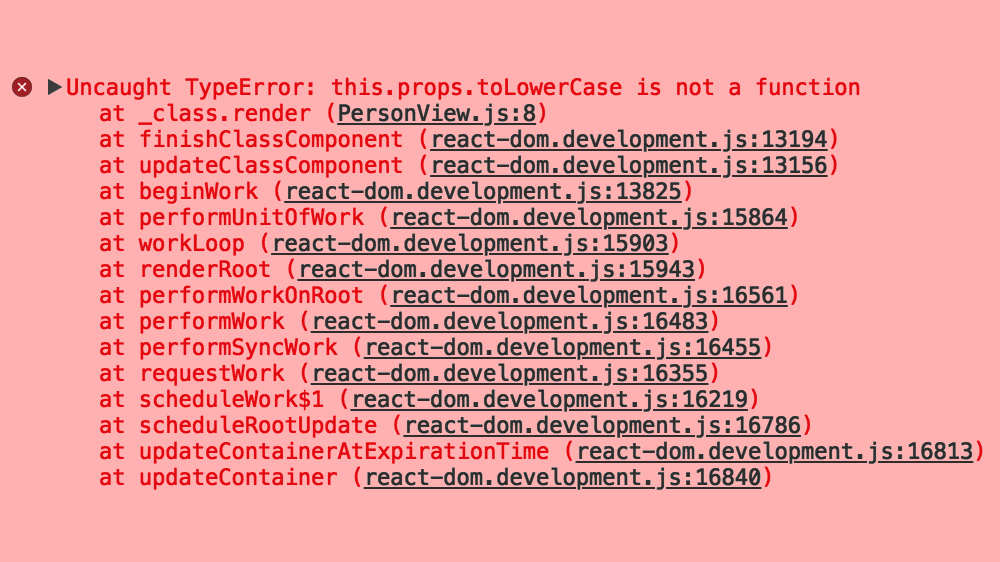 Uncaught TypeError: this.props.toLowerCase is not a function
at _class.render (PersonView.js:8)
at finishClassComponent (react-dom.development.js:13194)
at updateClassComponent (react-dom.development.js:13156)
at beginWork (react-dom.development.js:13825)
at performUnitOfWork (react-dom.development.js:15864)
at workLoop (react-dom.development.js:15903)
at renderRoot (react-dom.development.js:15943)
at performWorkOnRoot (react-dom.development.js:16561)
at performWork (react-dom.development.js:16483)
at performSyncWork (react-dom.development.js:16455)
at requestWork (react-dom.development.js:16355)
at scheduleWork$1 (react-dom.development.js:16219)
at scheduleRootUpdate (react-dom.development.js:16786)
at updateContainerAtExpirationTime (react-dom.development.js:16813)
at updateContainer (react-dom.development.js:16840)